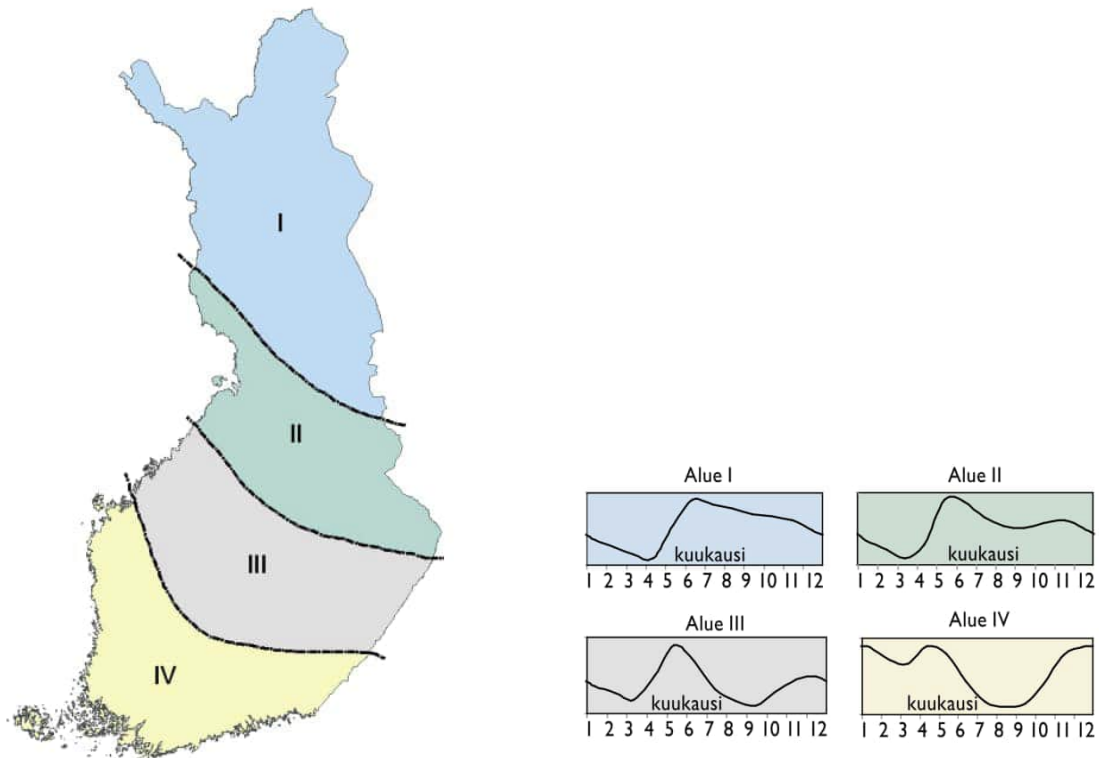 I
II
III
IV
Alue I
kuukausi
1 2 3 4 5 6 7 8 9 10 11 12
Alue II
kuukausi
1 2 3 4 5 6 7 8 9 10 11 12
Alue III
kuukausi
1 2 3 4 5 6 7 8 9 10 11 12
Alue IV
kuukausi
1 2 3 4 5 6 7 8 9 10 11 12